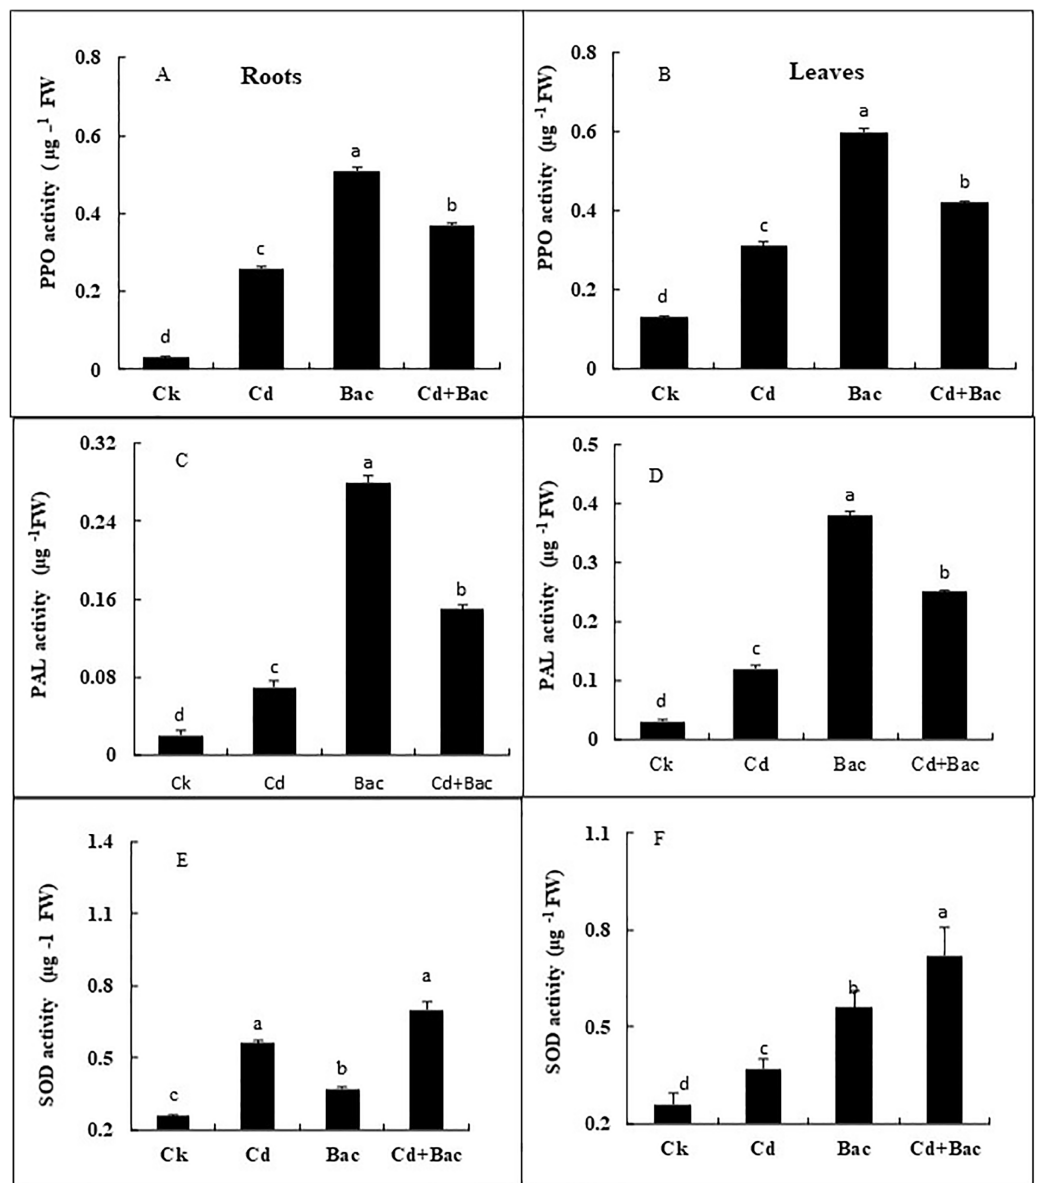 A Roots
PPO activity ( µg –1 FW
0.8
0.6
0.4
0.2
0
d
c
a
b
Ck Cd Bac Cd+Bac
B Leaves
PPO activity (µg -1 FW)
0.8
0.6
0.4
0.2
0
d
c
a
b
Ck Cd Bac Cd+Bac
C
PAL activity (µg -1FW)
0.32
0.24
0.16
0.08
0
d
c
a
b
Ck Cd Bac Cd+Bac
D
PAL activity (µg -1 FW)
0.5
0.4
0.3
0.2
0.1
0
d
c
a
b
Ck Cd Bac Cd+Bac
E
SOD activity (µg -1 FW)
1.4
1.1
0.8
0.5
0.2
c
a
b
a
Ck Cd Bac Cd+Bac
F
SOD activity (µg -1 FW)
1.1
0.8
0.5
0.2
d
c
b
a
Ck Cd Bac Cd+Bac